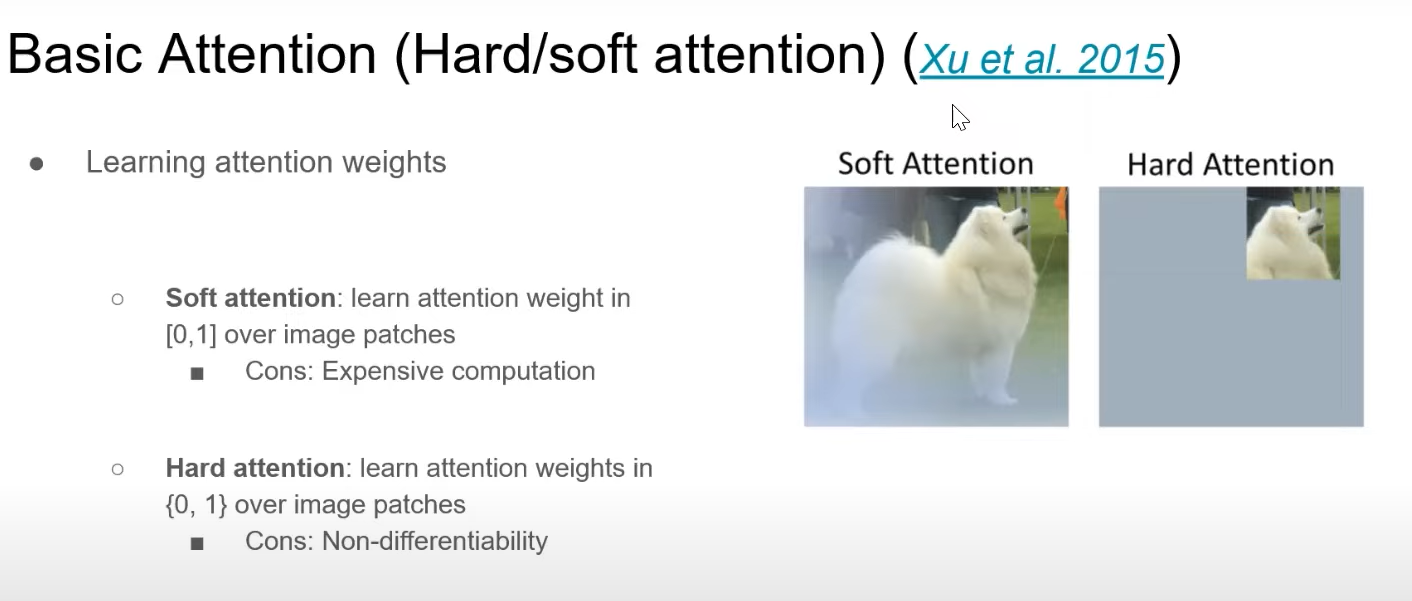 Basic Attention (Hard/soft attention) (Xu et al. 2015)
● Learning attention weights
Soft Attention
Hard Attention
○ Soft attention: learn attention weight in
[0,1] over image patches
■ Cons: Expensive computation
○ Hard attention: learn attention weights in
{0, 1} over image patches
■ Cons: Non-differentiability